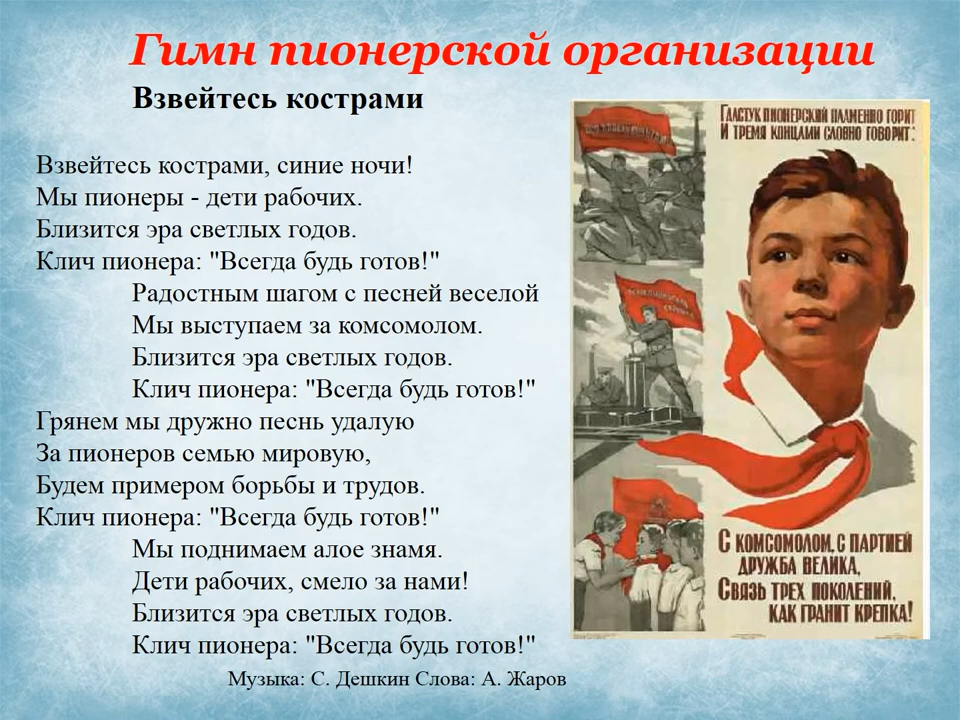 Гимн пионерской организации
Взвейтесь кострами
Взвейтесь кострами, синие ночи!
Мы пионеры - дети рабочих.
Близится эра светлых годов.
Клич пионера: "Всегда будь готов!"
Радостным шагом с песней веселой
Мы выступаем за комсомолом.
Близится эра светлых годов.
Клич пионера: "Всегда будь готов!"
Грянем мы дружно песнь удалую
За пионеров семью мировую,
Будем примером борьбы и трудов.
Клич пионера: "Всегда будь готов!"
Мы поднимаем алое знамя.
Дети рабочих, смело за нами!
Близится эра светлых годов.
Клич пионера: "Всегда будь готов!"
Музыка: С. Дешкин Слова: А. Жаров
ГАЛСТУК ПИОНЕРСКИЙ ПЛАМЕННО ГОРИТ
И ТРЕМЯ КОНЦАМИ СЛОВНО ГОВОРИТ:
С КОМСОМОЛОМ, С ПАРТИЕЙ
ДРУЖБА ВЕЛИКА,
СВЯЗЬ ТРЕХ ПОКОЛЕНИЙ,
КАК ГРАНИТ КРЕПКА!